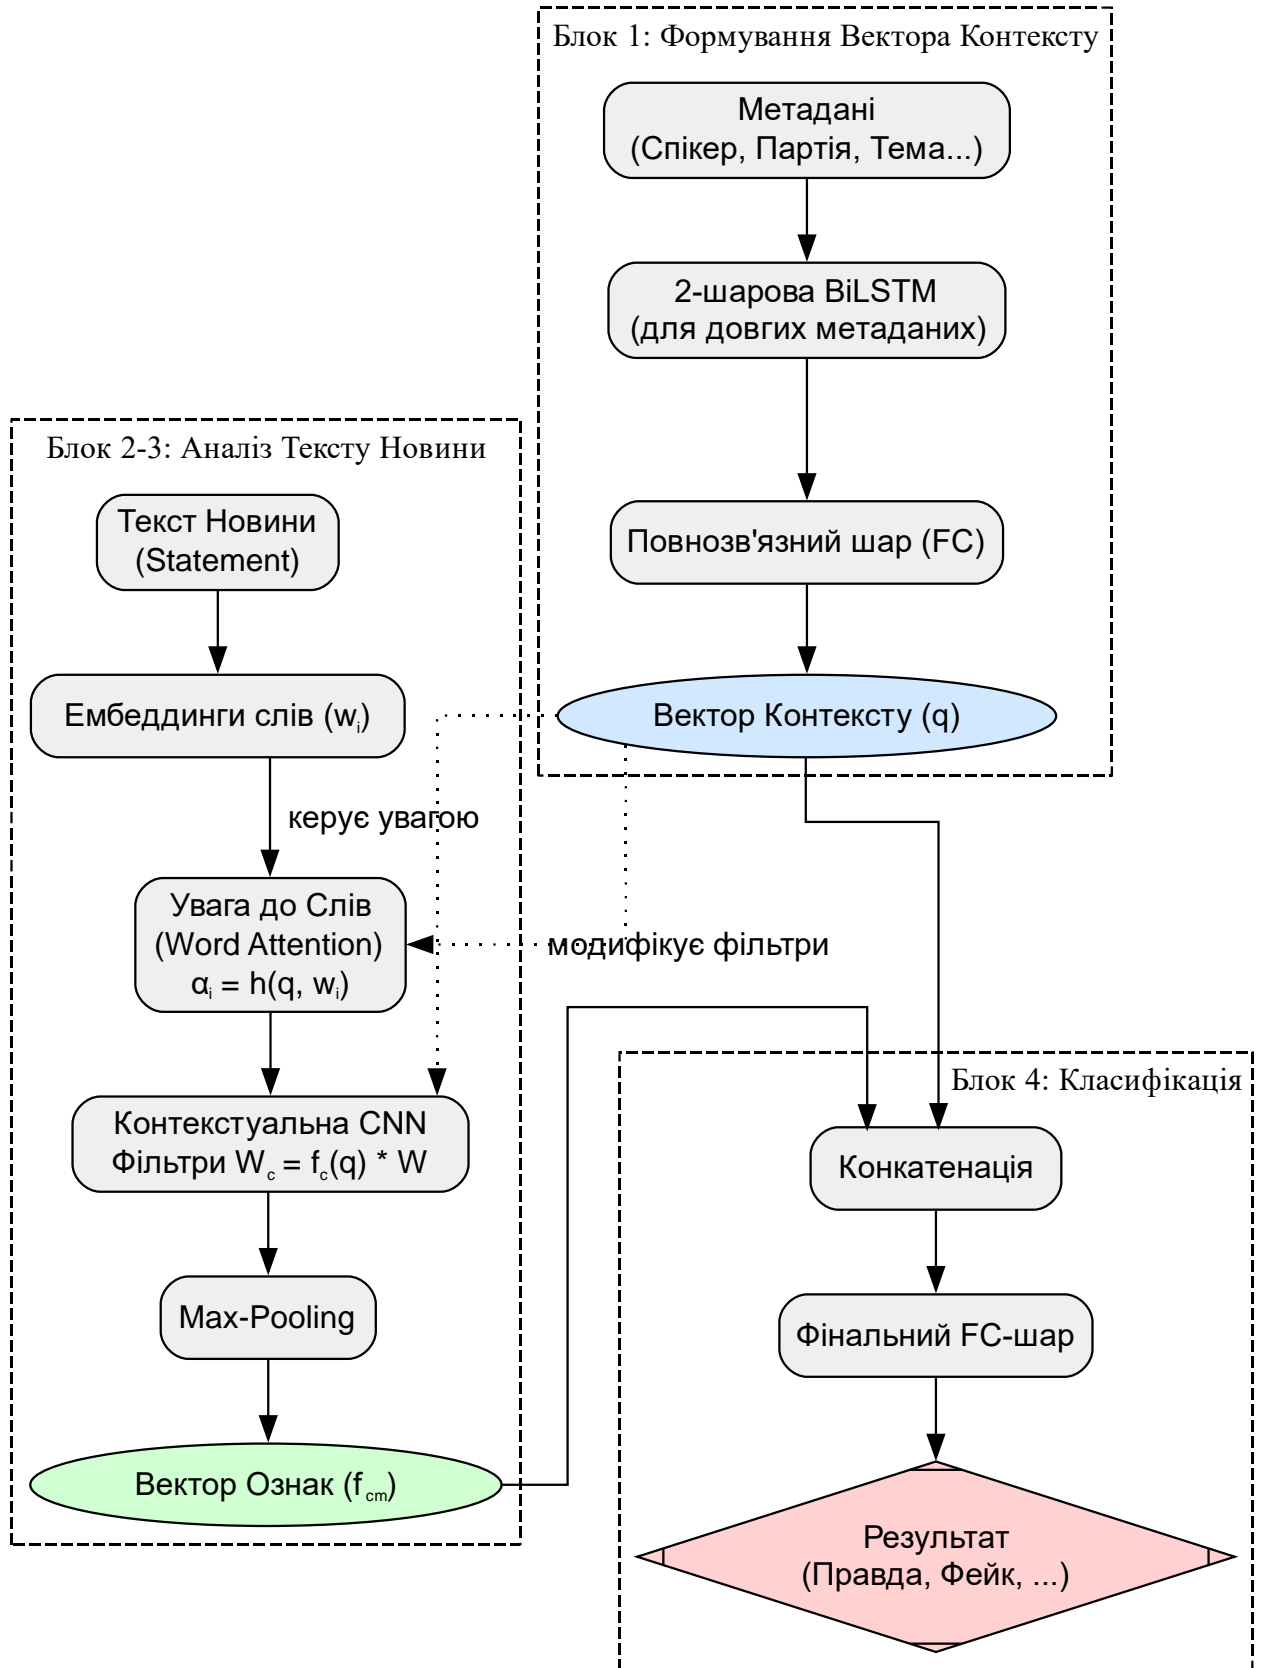 Блок 1: Формування Вектора Контексту
Метадані
(Спікер, Партія, Тема...)
2-шарова BiLSTM
(для довгих метаданих)
Повнозв'язний шар (FC)
Вектор Контексту (q)
Блок 2-3: Аналіз Тексту Новини
Текст Новини
(Statement)
Ембеддинги слів (wᵢ)
керує увагою
Увага до Слів
(Word Attention)
αᵢ = h(q, wᵢ)
модифікує фільтри
Контекстуальна CNN
Фільтри W_c = f_c(q) * W
Max-Pooling
Вектор Ознак (f_cm)
Блок 4: Класифікація
Конкатенація
Фінальний FC-шар
Результат
(Правда, Фейк, ...)